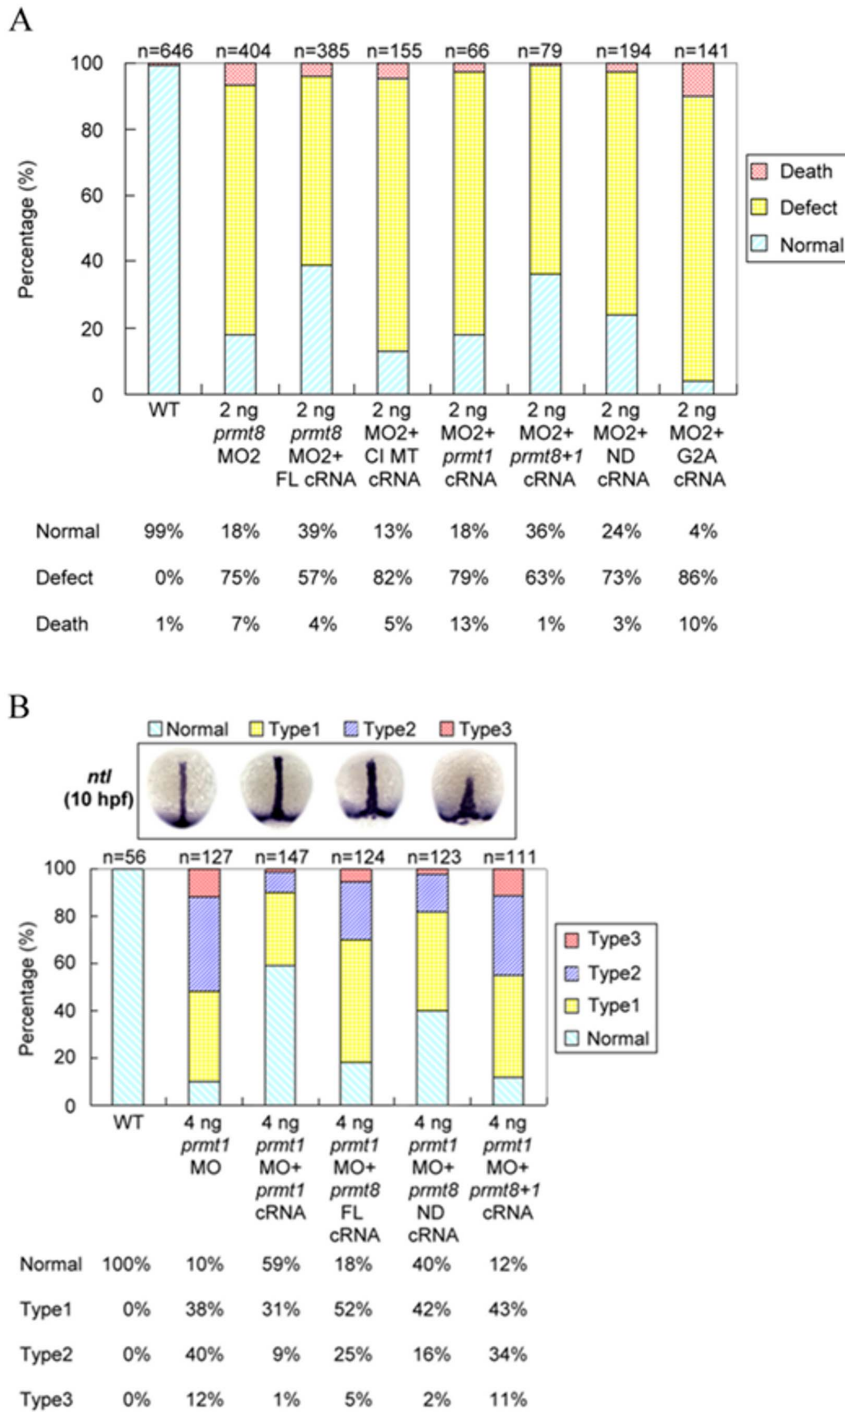 A
n=646 n=404 n=385 n=155 n=66 n=79 n=194 n=141
100
80
60
40
20
0
Percentage (%)
Death
Defect
Normal
WT 2 ng 2 ng 2 ng 2 ng 2 ng 2 ng 2 ng
prmt8 prmt8 MO2+ MO2+ MO2+ MO2+ MO2+
MO2 MO2+ CI MT prmt1 prmt8+1 ND G2A
FL cRNA cRNA cRNA cRNA cRNA cRNA
Normal 99% 18% 39% 13% 18% 36% 24% 4%
Defect 0% 75% 57% 82% 79% 63% 73% 86%
Death 1% 7% 4% 5% 13% 1% 3% 10%
B
Normal Type1 Type2 Type3
ntl
(10 hpf)
n=56 n=127 n=147 n=124 n=123 n=111
100
80
60
40
20
0
Percentage (%)
Type3
Type2
Type1
Normal
WT 4 ng 4 ng 4 ng 4 ng 4 ng
prmt1 prmt1 prmt1 prmt1 prmt1
MO MO+ MO+ MO+ MO+
prmt1 prmt8 prmt8 prmt8+1
cRNA FL ND cRNA
cRNA cRNA
Normal 100% 10% 59% 18% 40% 12%
Type1 0% 38% 31% 52% 42% 43%
Type2 0% 40% 9% 25% 16% 34%
Type3 0% 12% 1% 5% 2% 11%